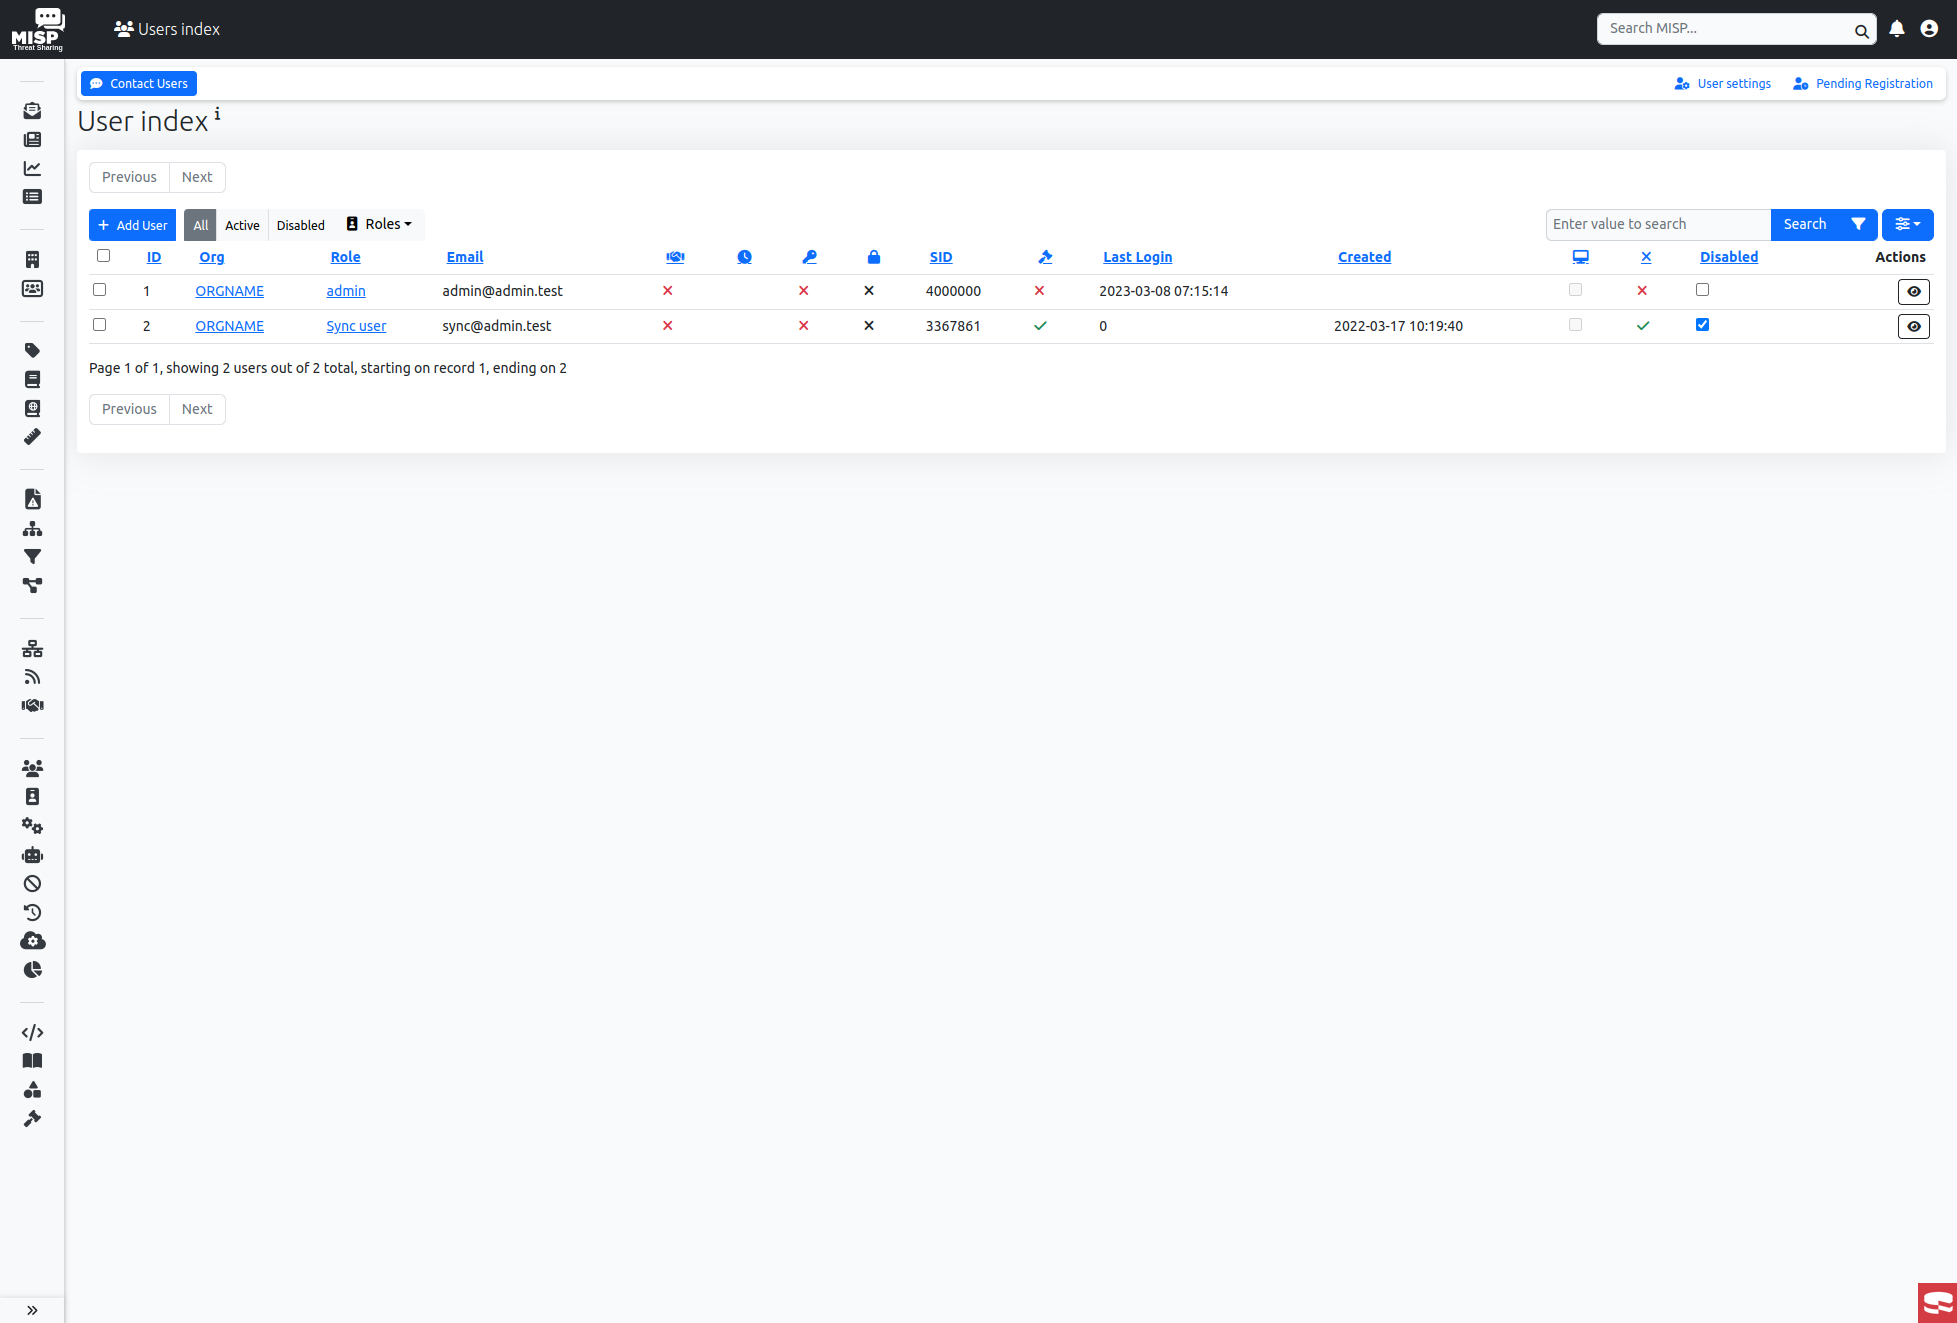 MISP
Threat Sharing
Users index
Search MISP...
Contact Users
User settings
Pending Registration
User index i
Previous Next
+ Add User All Active Disabled Roles
Enter value to search Search
ID Org Role Email SID Last Login Created Disabled Actions
1 ORGNAME admin admin@admin.test 4000000 2023-03-08 07:15:14
2 ORGNAME Sync user sync@admin.test 3367861 0 2022-03-17 10:19:40
Page 1 of 1, showing 2 users out of 2 total, starting on record 1, ending on 2
Previous Next